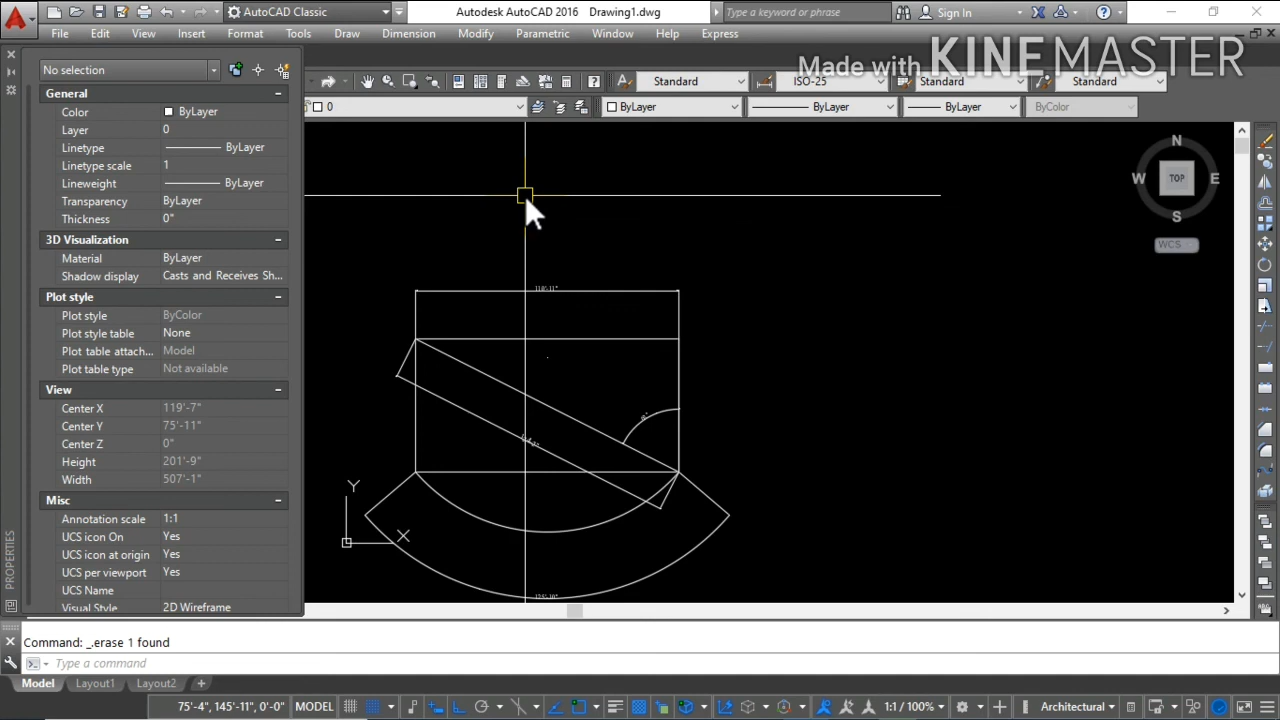 AutoCAD Classic
Autodesk AutoCAD 2016 Drawing1.dwg
Type a keyword or phrase
Sign In
File Edit View Insert Format Tools Draw Dimension Modify Parametric Window Help Express
Made with KINEMASTER
No selection
Standard
ISO-25
Standard
Standard
0
ByLayer
ByLayer
ByLayer
ByColor
General
Color ByLayer
Layer 0
Linetype ByLayer
Linetype scale 1
Lineweight ByLayer
Transparency ByLayer
Thickness 0"
3D Visualization
Material ByLayer
Shadow display Casts and Receives Sh...
Plot style
Plot style ByColor
Plot style table None
Plot table attach... Model
Plot table type Not available
View
Center X 119'-7"
Center Y 75'-11"
Center Z 0"
Height 201'-9"
Width 507'-1"
Misc
Annotation scale 1:1
UCS icon On Yes
UCS icon at origin Yes
UCS per viewport Yes
UCS Name
Visual Style 2D Wireframe
PROPERTIES
N
W TOP E
S
WCS
Y
X
Command: _.erase 1 found
Type a command
Model Layout1 Layout2 +
75'-4", 145'-11", 0'-0" MODEL
1:1 / 100%
Architectural